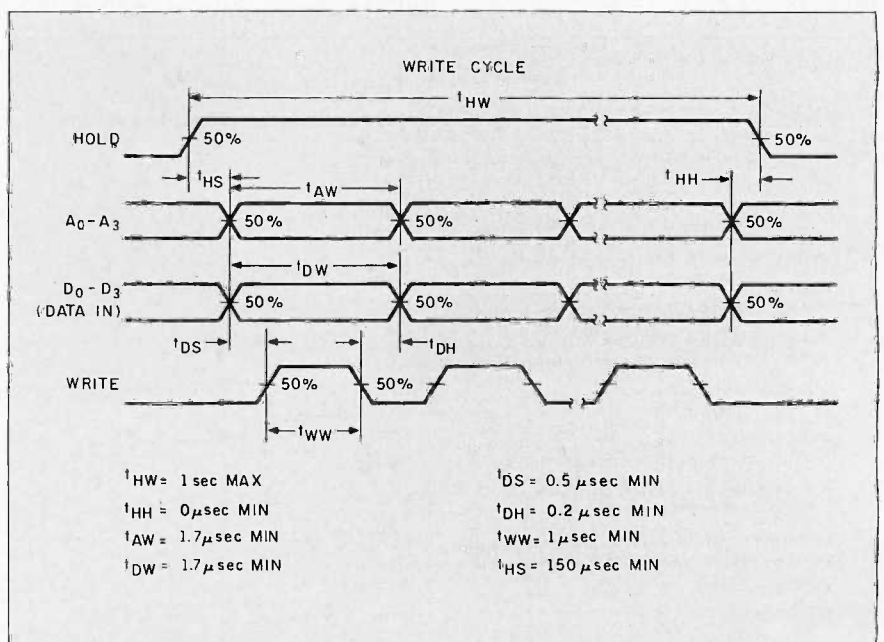 WRITE CYCLE
tHW
HOLD
50%
50%
tHS
tAW
tHH
A0-A3
50%
50%
50%
tDW
D0-D3
(DATA IN)
50%
50%
50%
tDS
tDH
WRITE
50%
50%
tWW
tHW= 1 sec MAX
tHH= 0μsec MIN
tAW= 1.7μsec MIN
tDW= 1.7μsec MIN
tDS= 0.5 μsec MIN
tDH= 0.2 μsec MIN
tWW= 1μsec MIN
tHS= 150 μsec MIN